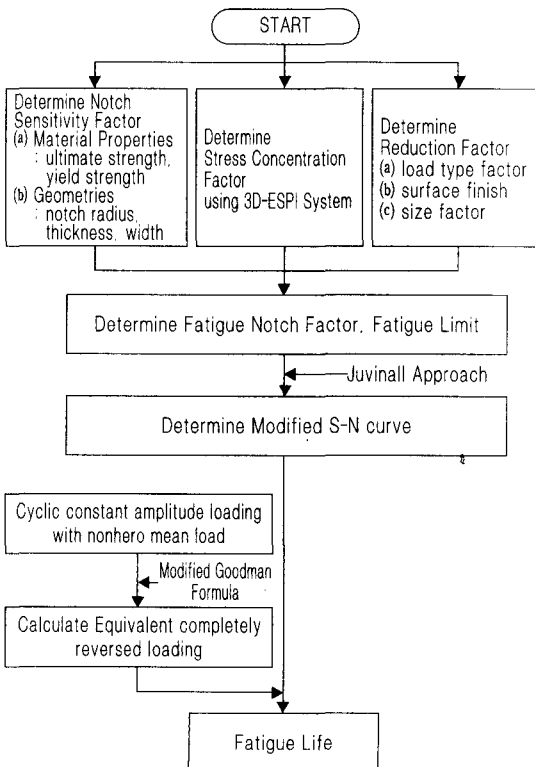 START
Determine Notch
Sensitivity Factor
(a) Material Properties
: ultimate strength,
yield strength
(b) Geometries
: notch radius,
thickness, width
Determine
Stress Concentration
Factor
using 3D-ESPI System
Determine
Reduction Factor
(a) load type factor
(b) surface finish
(c) size factor
Determine Fatigue Notch Factor, Fatigue Limit
Juvinall Approach
Determine Modified S-N curve
Cyclic constant amplitude loading
with nonhero mean load
Modified Goodman
Formula
Calculate Equivalent completely
reversed loading
Fatigue Life